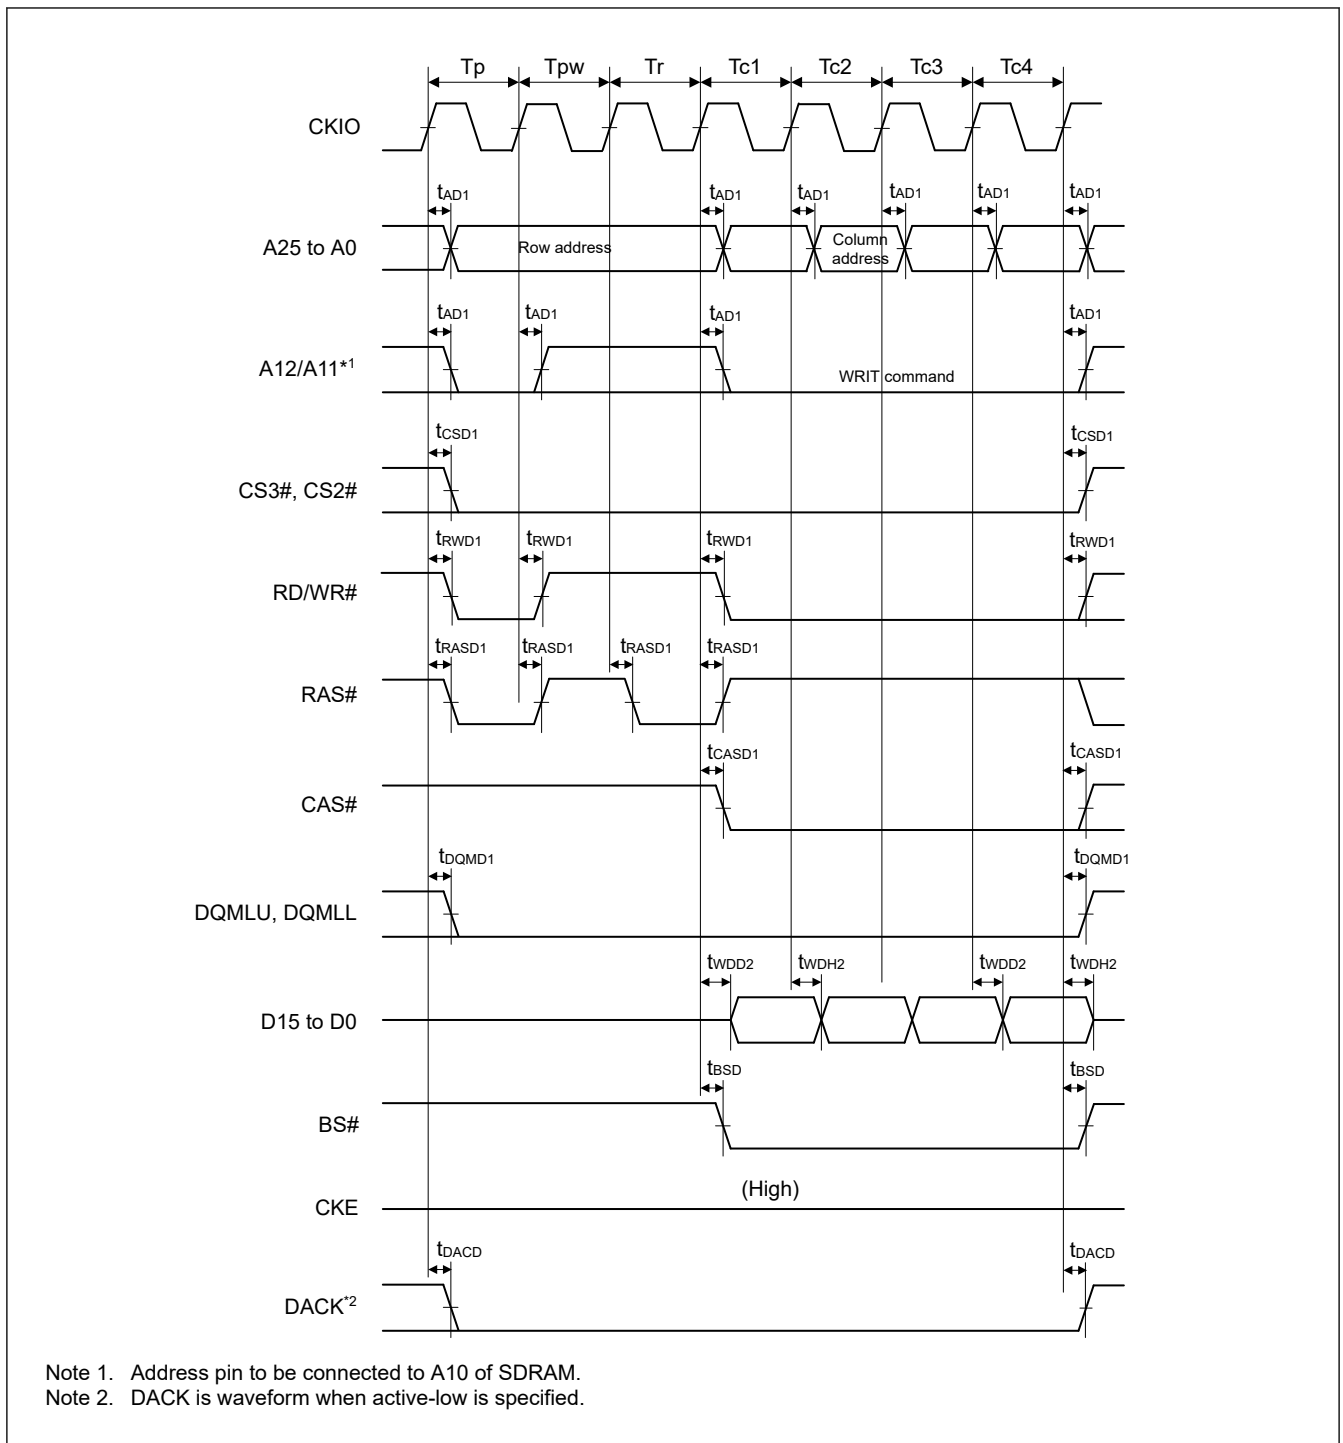 Tp Tpw Tr Tc1 Tc2 Tc3 Tc4
CKIO
tAD1 tAD1 tAD1 tAD1 tAD1 tAD1
A25 to A0 Row address Column address
tAD1 tAD1 tAD1 tAD1
A12/A11*1 WRIT command
tCSD1 tCSD1
CS3#, CS2#
tRWD1 tRWD1 tRWD1 tRWD1
RD/WR#
tRASD1 tRASD1 tRASD1 tRASD1
RAS#
tCASD1 tCASD1
CAS#
tDQMD1 tDQMD1
DQMLU, DQMLL
tWDD2 tWDH2 tWDD2 tWDH2
D15 to D0
tBSD tBSD
BS#
(High)
CKE
tDACD tDACD
DACK*2
Note 1. Address pin to be connected to A10 of SDRAM.
Note 2. DACK is waveform when active-low is specified.